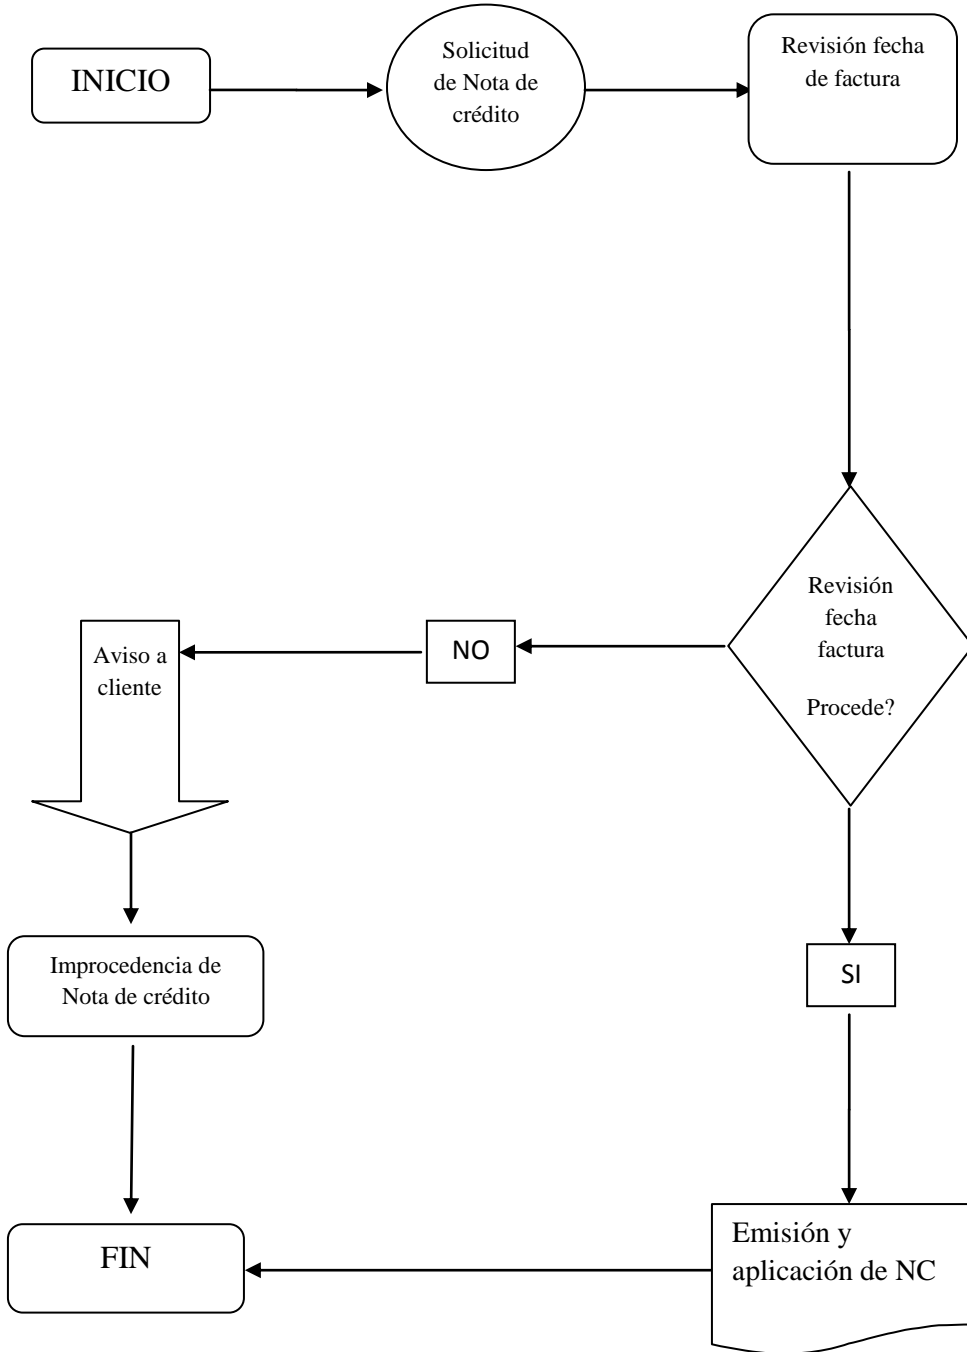 INICIO
Solicitud
de Nota de
crédito
Revisión fecha
de factura
Revisión
fecha
factura
Procede?
NO
Aviso a
cliente
Improcedencia de
Nota de crédito
SI
Emisión y
aplicación de NC
FIN